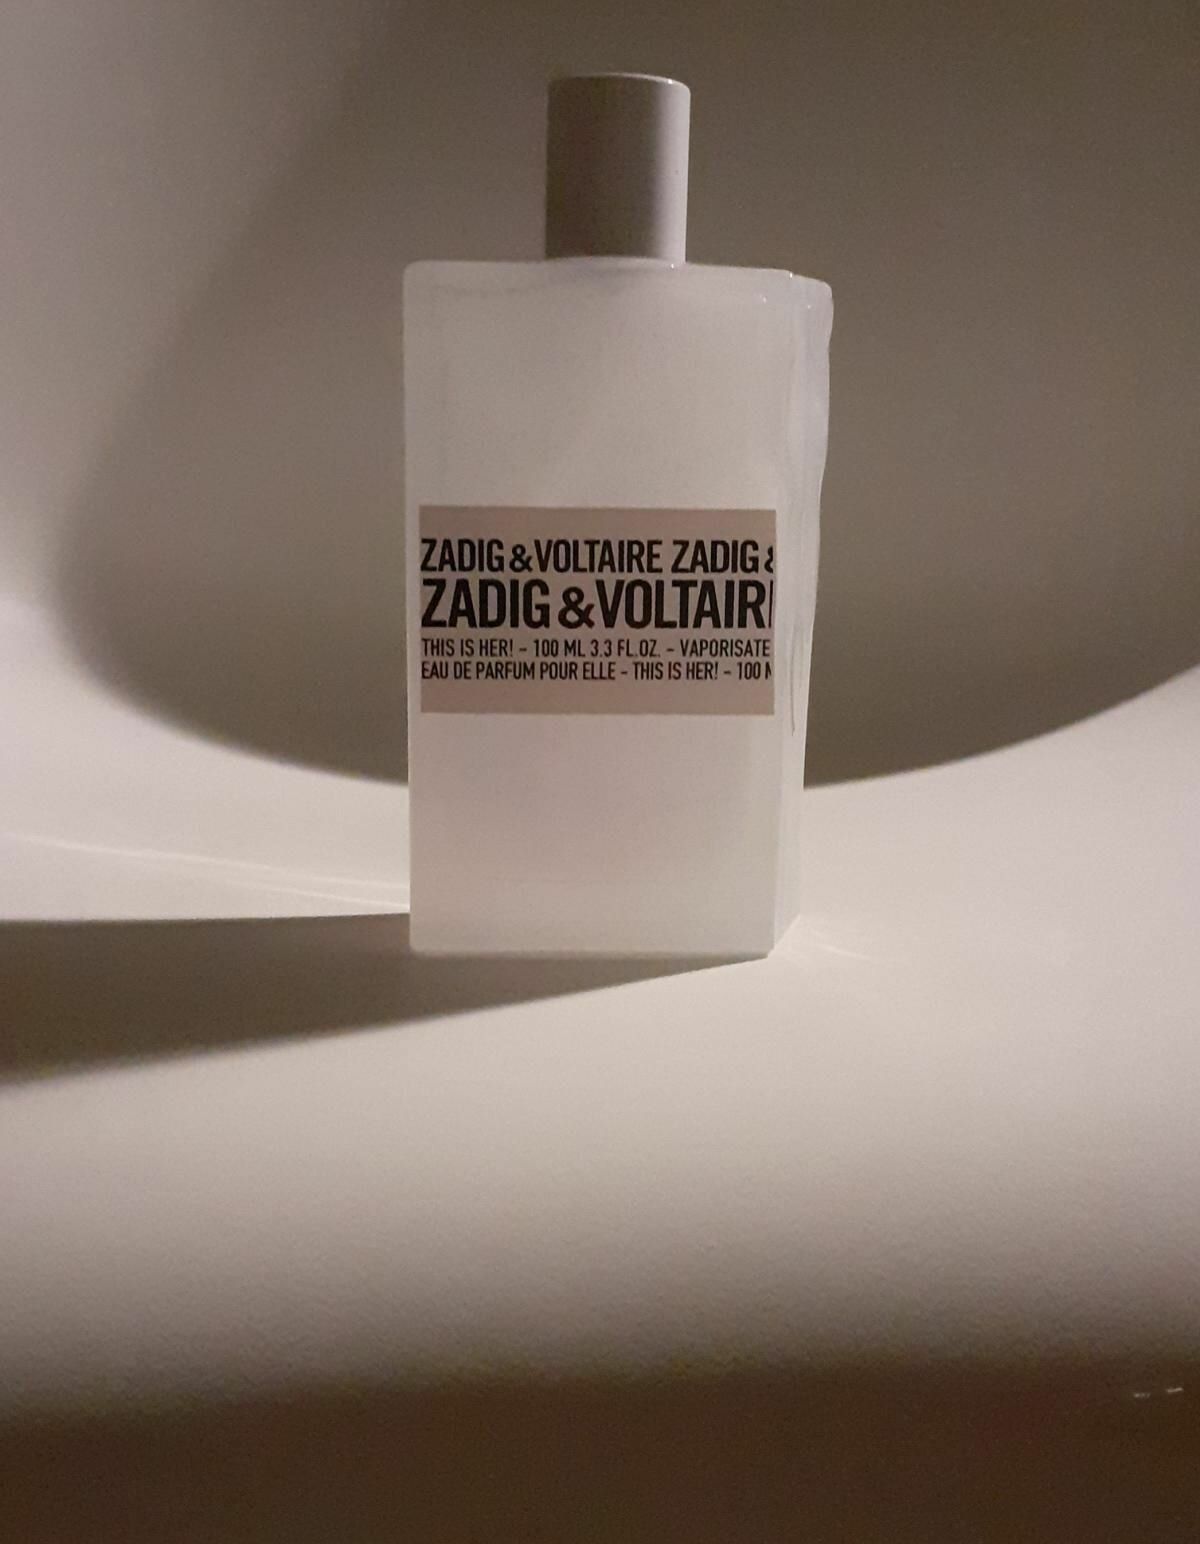 ZADIG & VOLTAIRE ZADIG &
ZADIG & VOLTAIR
THIS IS HER! - 100 ML 3.3 FL.OZ. - VAPORISATE
EAU DE PARFUM POUR ELLE - THIS IS HER! - 100 M